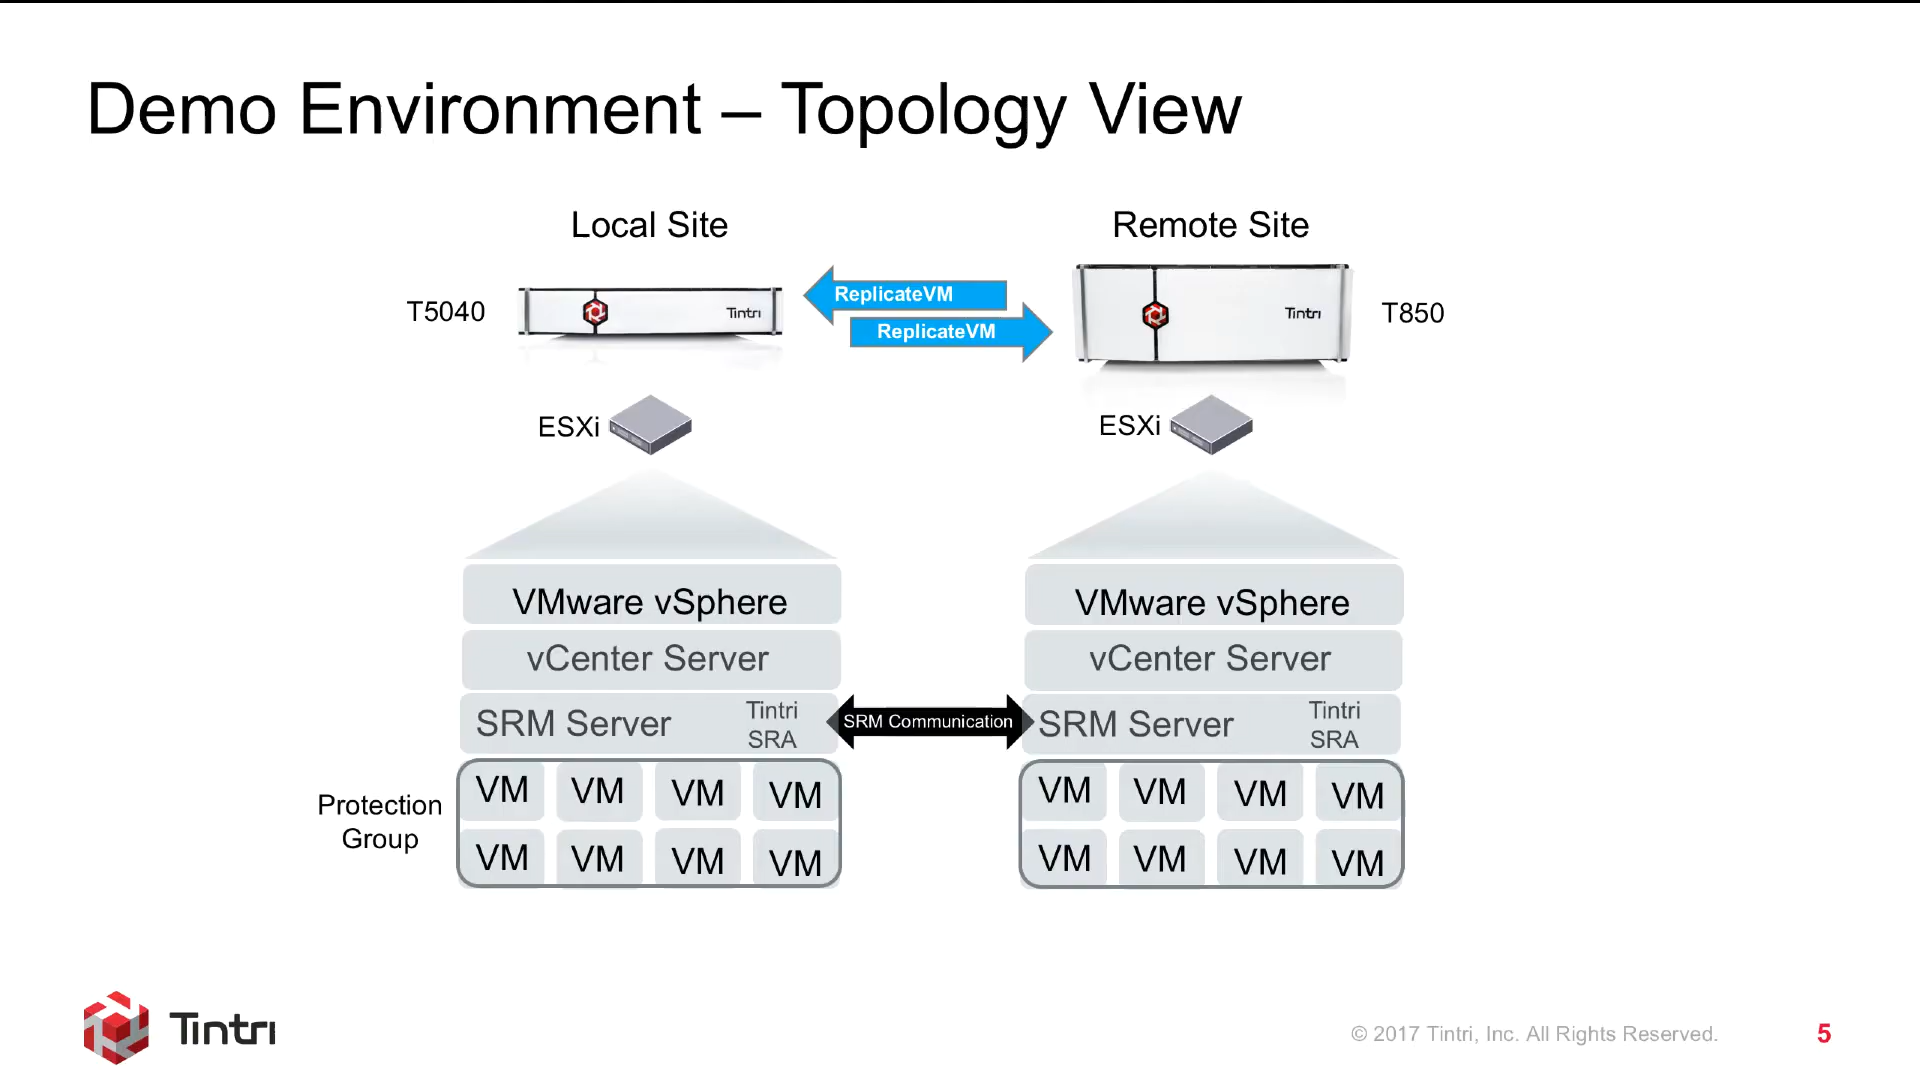 Demo Environment – Topology View
Local Site
Remote Site
T5040
Tintri
ReplicateVM
ReplicateVM
Tintri
T850
ESXi
ESXi
VMware vSphere
VMware vSphere
vCenter Server
vCenter Server
SRM Server
Tintri
SRA
SRM Communication
SRM Server
Tintri
SRA
Protection
Group
VM VM VM VM
VM VM VM VM
VM VM VM VM
VM VM VM VM
Tintri
© 2017 Tintri, Inc. All Rights Reserved.
5